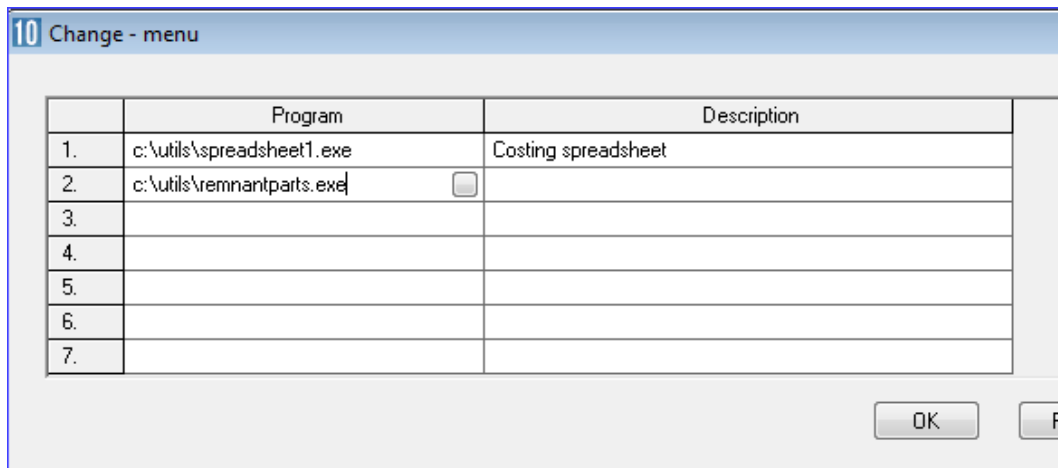 10 Change - menu
Program Description
1. c:\utils\spreadsheet1.exe Costing spreadsheet
2. c:\utils\remnantparts.exe
3.
4.
5.
6.
7.
OK